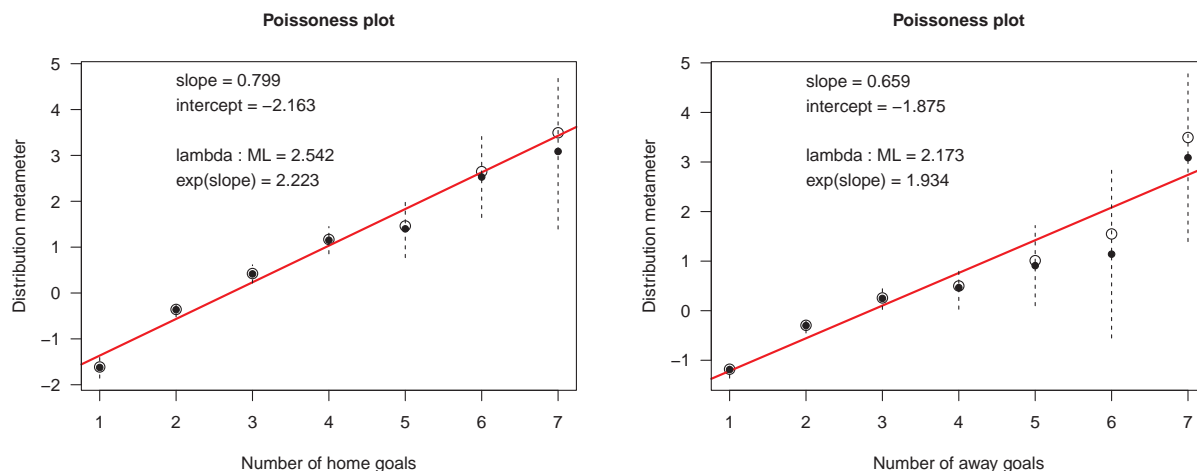 Poissoness plot
slope = 0.799
intercept = −2.163
lambda : ML = 2.542
exp(slope) = 2.223
Distribution metameter
5
4
3
2
1
0
−1
−2
1 2 3 4 5 6 7
Number of home goals
Poissoness plot
slope = 0.659
intercept = −1.875
lambda : ML = 2.173
exp(slope) = 1.934
Distribution metameter
5
4
3
2
1
0
−1
1 2 3 4 5 6 7
Number of away goals